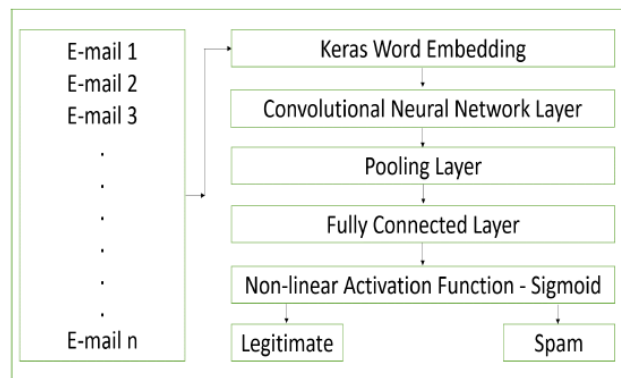 E-mail 1
E-mail 2
E-mail 3
.
.
.
.
.
.
E-mail n
Keras Word Embedding
Convolutional Neural Network Layer
Pooling Layer
Fully Connected Layer
Non-linear Activation Function - Sigmoid
Legitimate
Spam